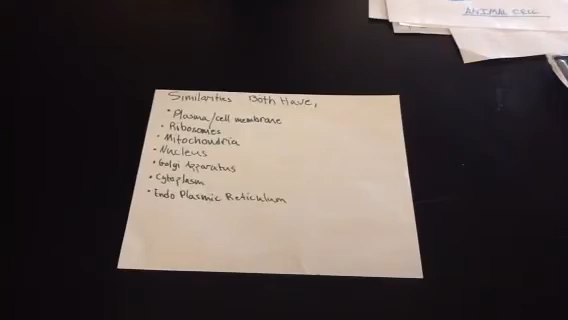 ANIMAL CELL
Similarities Both Have,
• Plasma/cell membrane
• Ribosomes
• Mitochondria
• Nucleus
• Golgi Apparatus
• Cytoplasm
• Endo Plasmic Reticulum